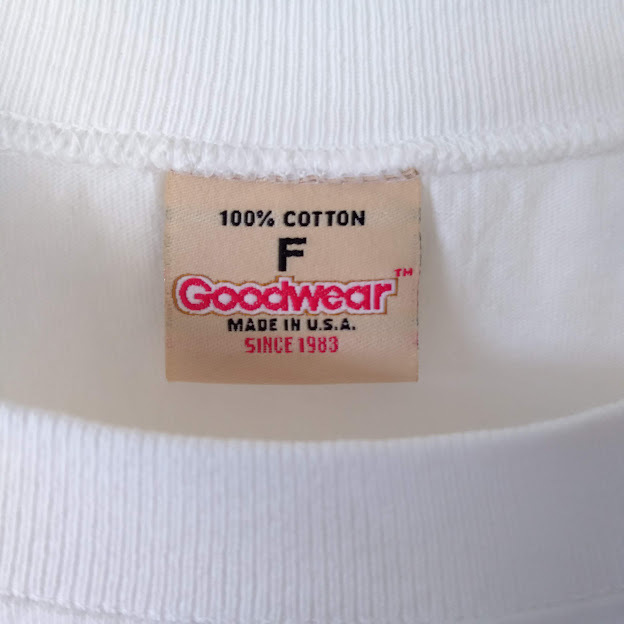 100% COTTON
F
Goodwear™
MADE IN U.S.A.
SINCE 1983